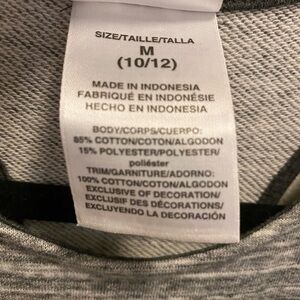 SIZE/TAILLE/TALLA
M
(10/12)
MADE IN INDONESIA
FABRIQUÉ EN INDONÉSIE
HECHO EN INDONESIA
BODY/CORPS/CUERPO:
85% COTTON/COTON/ALGODON
15% POLYESTER/POLYESTER/
poliéster
TRIM/GARNITURE/ADORNO:
100% COTTON/COTON/ALGODON
EXCLUSIVE OF DECORATION/
EXCLUSIF DES DÉCORATIONS/
EXCLUYENDO LA DECORACIÓN